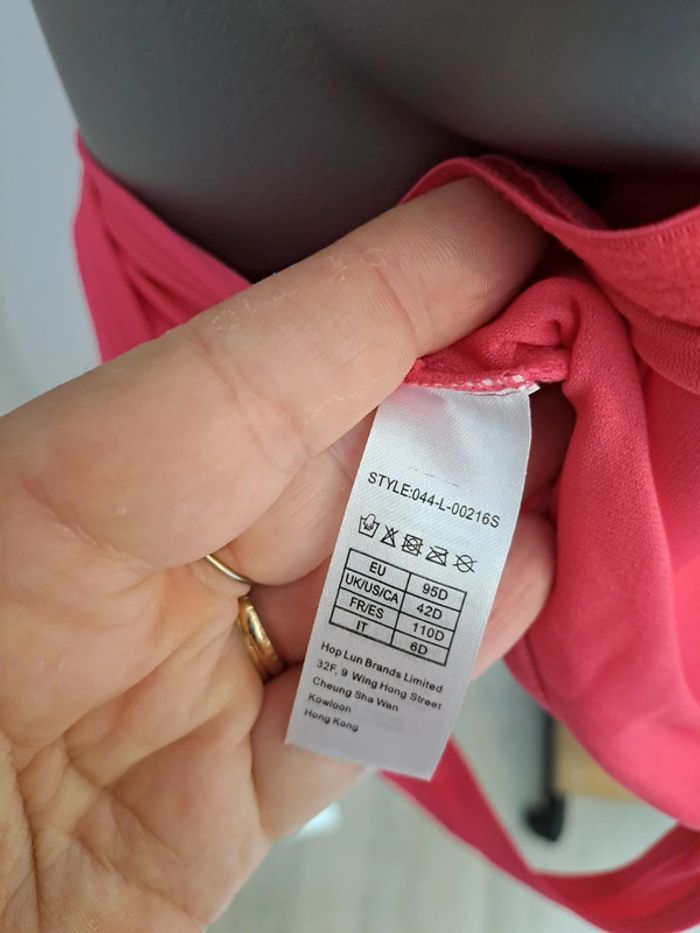 STYLE:044-L-00216S
EU 95D
UK/US/CA 42D
FR/ES 110D
IT 6D
Hop Lun Brands Limited
32F, 9 Wing Hong Street
Cheung Sha Wan
Kowloon
Hong Kong